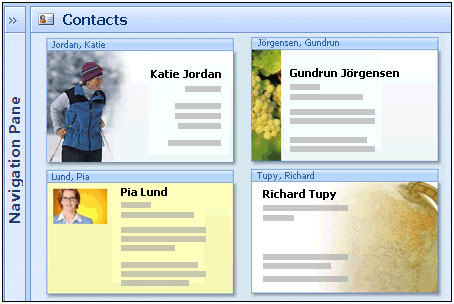 »
Contacts
Navigation Pane
Jordan, Katie
Katie Jordan
Jörgensen, Gundrun
Gundrun Jörgensen
Lund, Pia
Pia Lund
Tupy, Richard
Richard Tupy